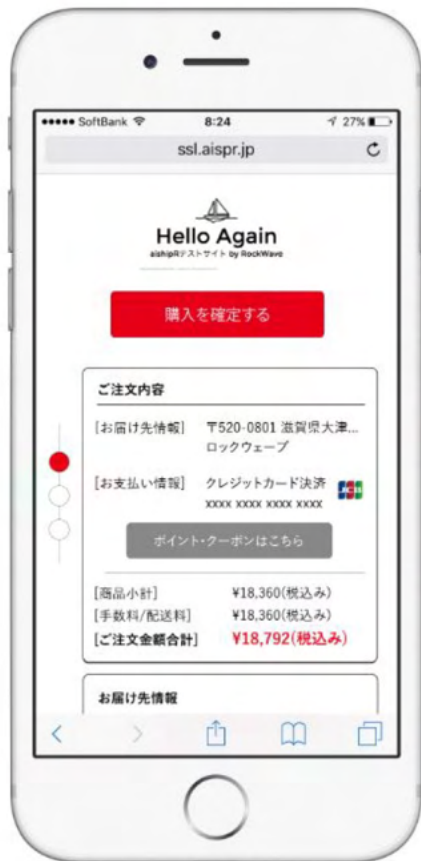 SoftBank 8:24 27%
ssl.aispr.jp
Hello Again
aishipRテストサイト by RockWave
購入を確定する
ご注文内容
[お届け先情報] 〒520-0801 滋賀県大津...
ロックウェーブ
[お支払い情報] クレジットカード決済 JCB
xxxx xxxx xxxx xxxx
ポイント・クーポンはこちら
[商品小計] ¥18,360(税込み)
[手数料/配送料] ¥18,360(税込み)
[ご注文金額合計] ¥18,792(税込み)
お届け先情報